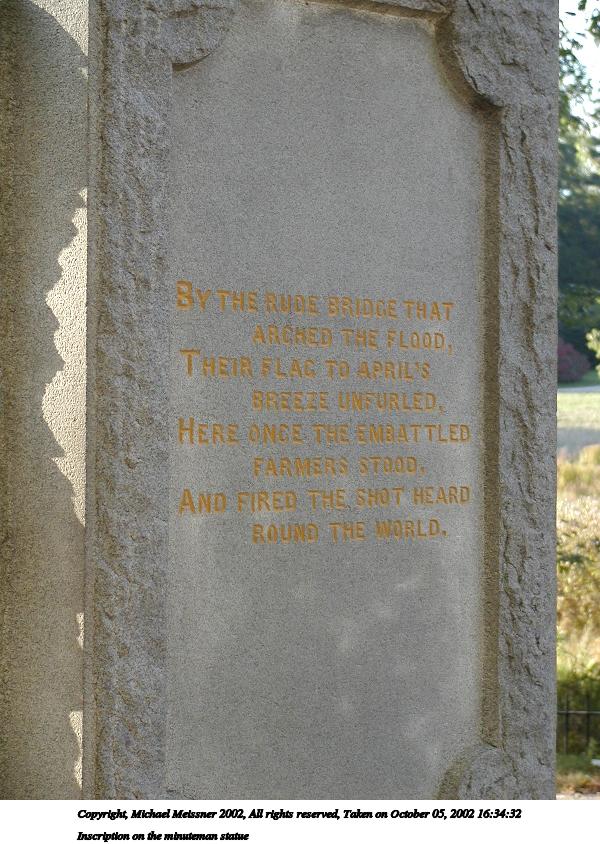 BY THE RUDE BRIDGE THAT
ARCHED THE FLOOD,
THEIR FLAG TO APRIL'S
BREEZE UNFURLED,
HERE ONCE THE EMBATTLED
FARMERS STOOD,
AND FIRED THE SHOT HEARD
ROUND THE WORLD.
Copyright, Michael Meissner 2002, All rights reserved, Taken on October 05, 2002 16:34:32
Inscription on the minuteman statue